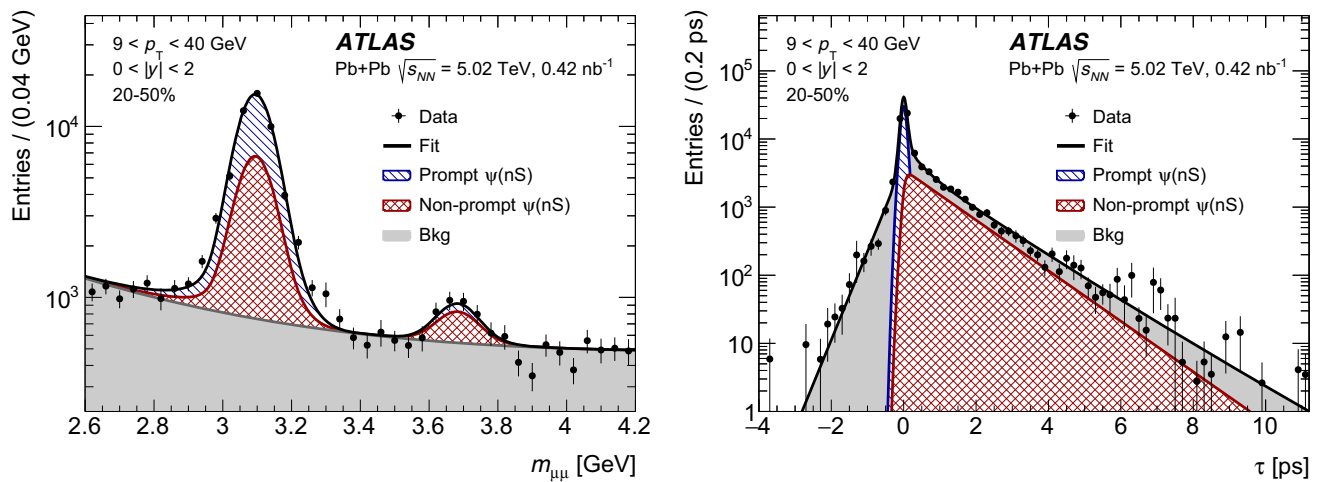 Entries / (0.04 GeV)
10⁴
10³
9 < p_T < 40 GeV
0 < |y| < 2
20-50%
ATLAS
Pb+Pb √s_NN = 5.02 TeV, 0.42 nb⁻¹
Data
Fit
Prompt ψ(nS)
Non-prompt ψ(nS)
Bkg
2.6 2.8 3 3.2 3.4 3.6 3.8 4 4.2
m_μμ [GeV]
Entries / (0.2 ps)
10⁵
10⁴
10³
10²
10
1
9 < p_T < 40 GeV
0 < |y| < 2
20-50%
ATLAS
Pb+Pb √s_NN = 5.02 TeV, 0.42 nb⁻¹
Data
Fit
Prompt ψ(nS)
Non-prompt ψ(nS)
Bkg
−4 −2 0 2 4 6 8 10
τ [ps]